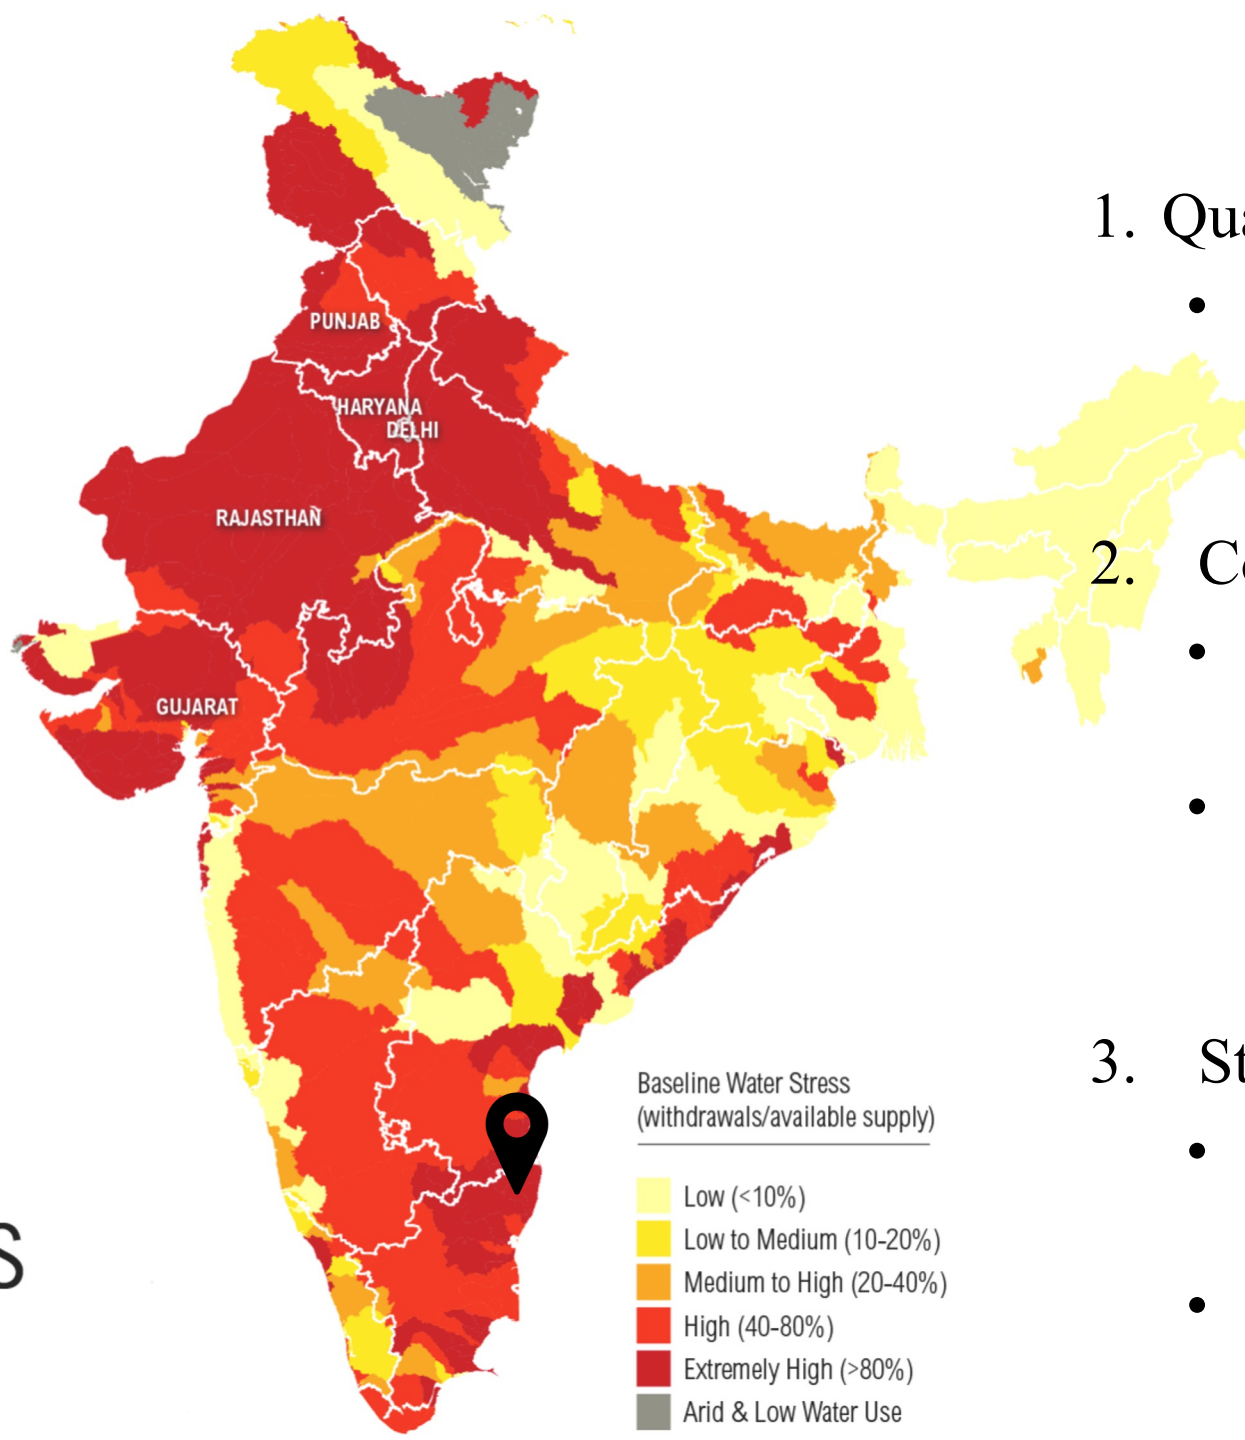 PUNJAB
HARYANA
DELHI
RAJASTHAN
GUJARAT
Baseline Water Stress
(withdrawals/available supply)
Low (<10%)
Low to Medium (10-20%)
Medium to High (20-40%)
High (40-80%)
Extremely High (>80%)
Arid & Low Water Use
S
1. Qu
•
2. C
•
•
3. St
•
•